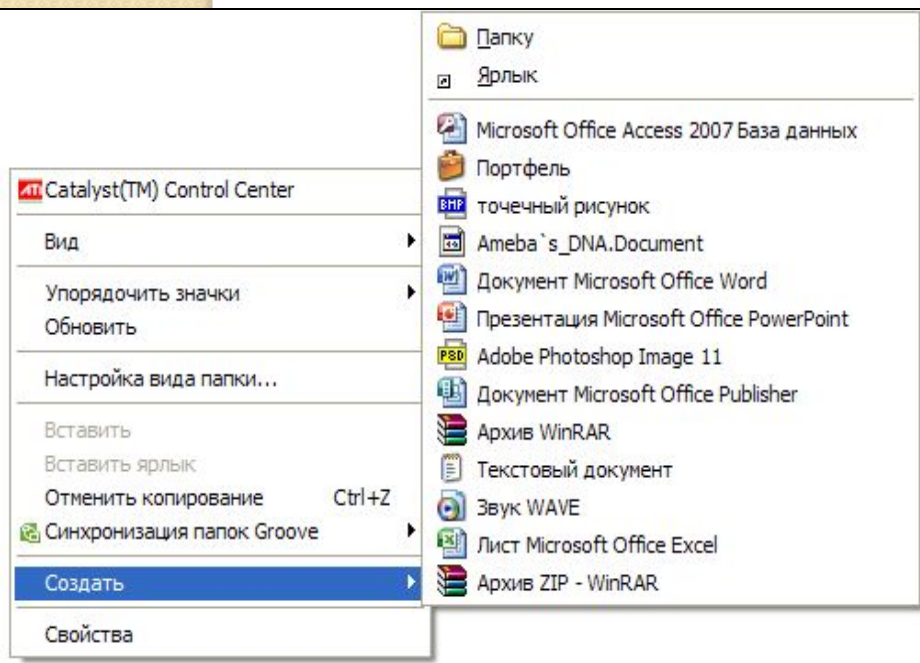 ATI Catalyst(TM) Control Center
Вид
Упорядочить значки
Обновить
Настройка вида папки...
Вставить
Вставить ярлык
Отменить копирование Ctrl+Z
Синхронизация папок Groove
Создать
Свойства
Папку
Ярлык
Microsoft Office Access 2007 База данных
Портфель
BMP точечный рисунок
Ameba`s_DNA.Document
Документ Microsoft Office Word
Презентация Microsoft Office PowerPoint
PSD Adobe Photoshop Image 11
Документ Microsoft Office Publisher
Архив WinRAR
Текстовый документ
Звук WAVE
Лист Microsoft Office Excel
Архив ZIP - WinRAR